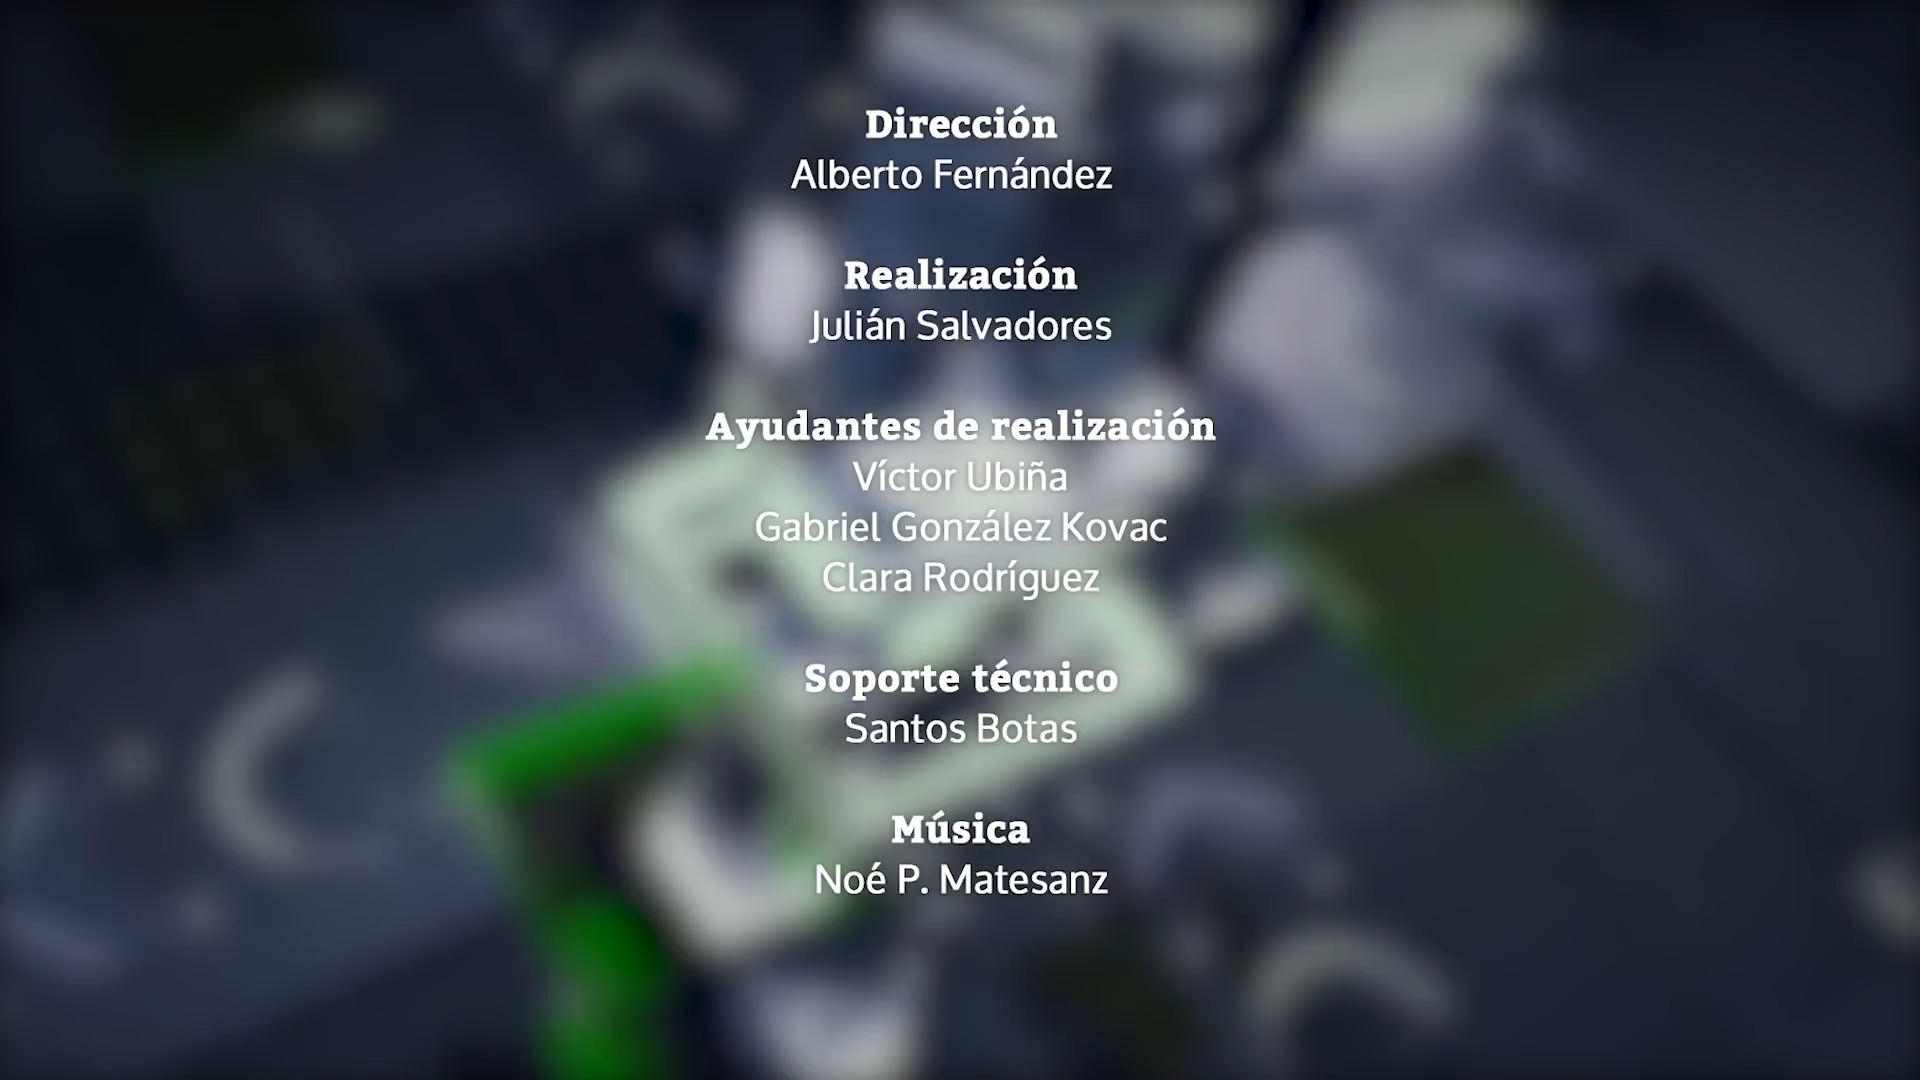 Dirección
Alberto Fernández
Realización
Julián Salvadores
Ayudantes de realización
Víctor Ubiña
Gabriel González Kovac
Clara Rodríguez
Soporte técnico
Santos Botas
Música
Noé P. Matesanz